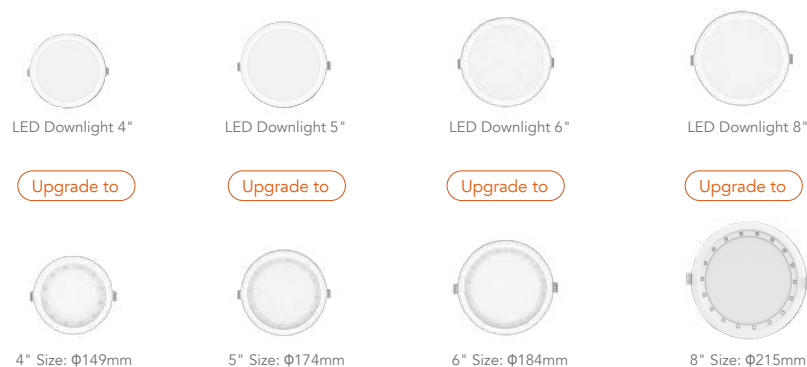 LED Downlight 4" LED Downlight 5" LED Downlight 6" LED Downlight 8"
Upgrade to Upgrade to Upgrade to Upgrade to
4" Size: Φ149mm 5" Size: Φ174mm 6" Size: Φ184mm 8" Size: Φ215mm